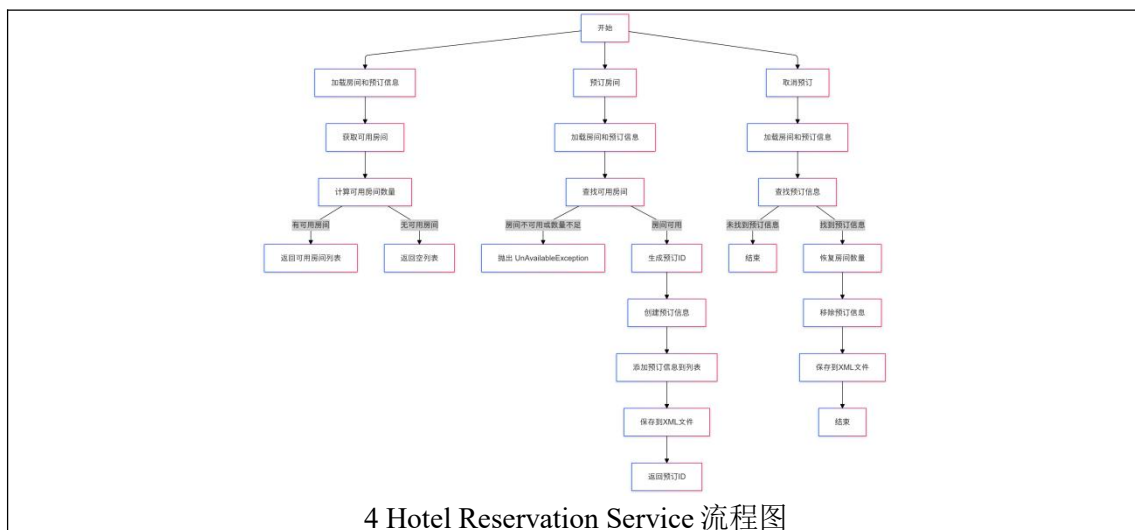 开始
加载房间和预订信息
预订房间
取消预订
获取可用房间
加载房间和预订信息
加载房间和预订信息
计算可用房间数量
查找可用房间
查找预订信息
有可用房间
无可用房间
房间不可用或数量不足
房间可用
未找到预订信息
找到预订信息
返回可用房间列表
返回空列表
抛出 UnAvailableException
生成预订ID
结束
恢复房间数量
创建预订信息
移除预订信息
添加预订信息到列表
保存到XML文件
保存到XML文件
结束
返回预订ID
4 Hotel Reservation Service 流程图